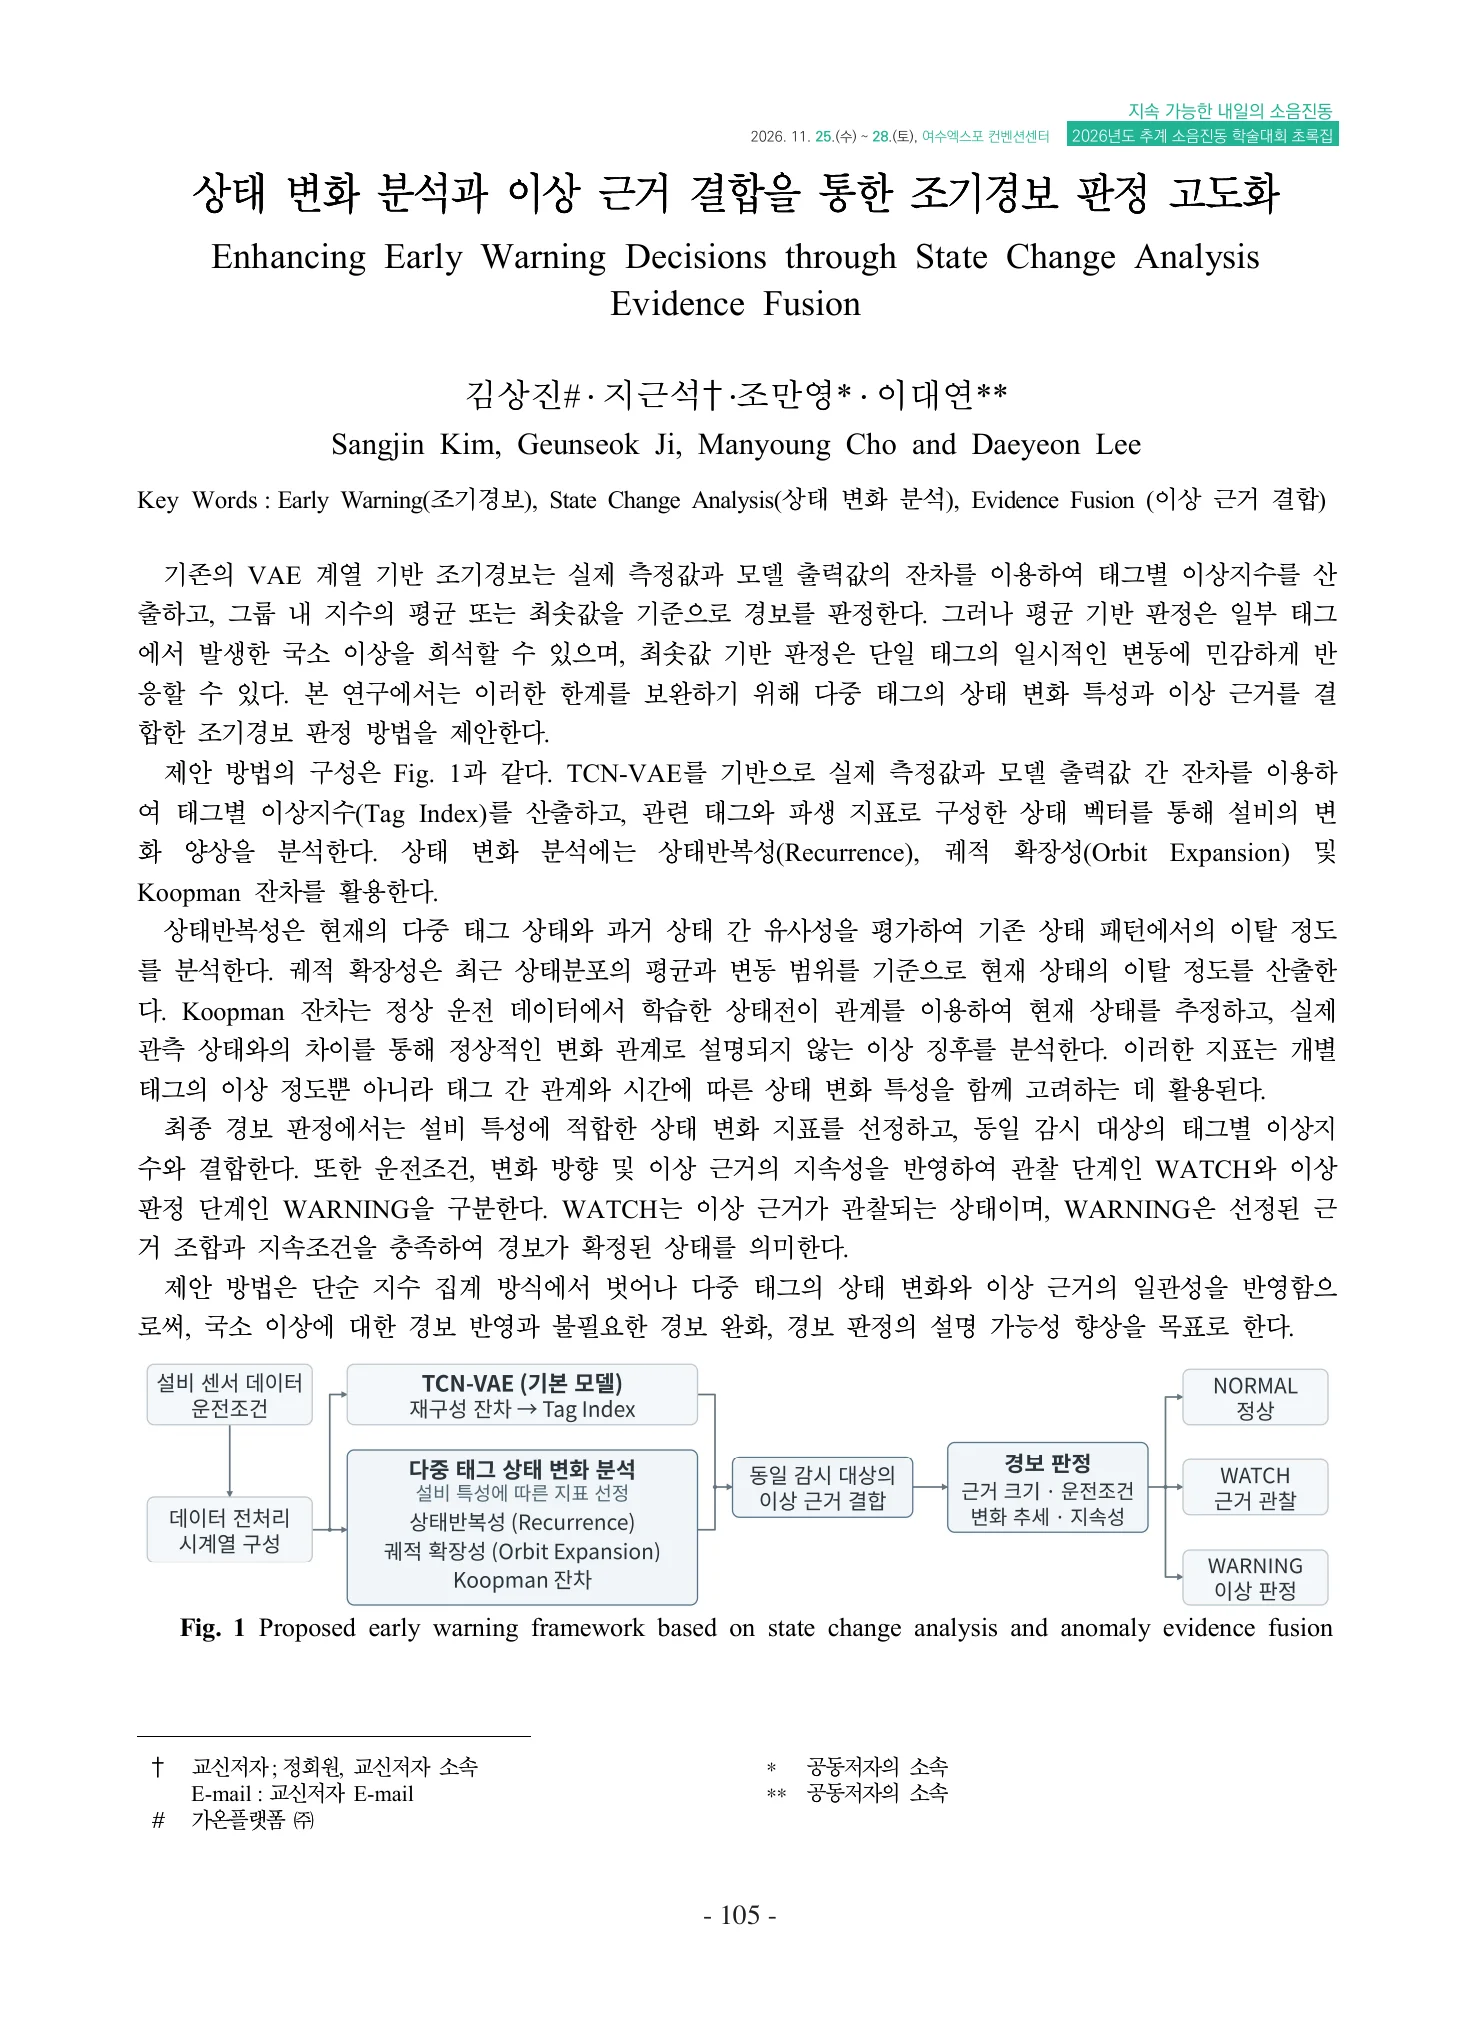 지속 가능한 내일의 소음진동
2026. 11. 25.(수) ~ 28.(토), 여수엑스포 컨벤션센터 2026년도 추계 소음진동 학술대회 초록집
상태 변화 분석과 이상 근거 결합을 통한 조기경보 판정 고도화
Enhancing Early Warning Decisions through State Change Analysis
Evidence Fusion
김상진#·지근석†·조만영*·이대연**
Sangjin Kim, Geunseok Ji, Manyoung Cho and Daeyeon Lee
Key Words : Early Warning(조기경보), State Change Analysis(상태 변화 분석), Evidence Fusion (이상 근거 결합)
기존의 VAE 계열 기반 조기경보는 실제 측정값과 모델 출력값의 잔차를 이용하여 태그별 이상지수를 산
출하고, 그룹 내 지수의 평균 또는 최솟값을 기준으로 경보를 판정한다. 그러나 평균 기반 판정은 일부 태그
에서 발생한 국소 이상을 희석할 수 있으며, 최솟값 기반 판정은 단일 태그의 일시적인 변동에 민감하게 반
응할 수 있다. 본 연구에서는 이러한 한계를 보완하기 위해 다중 태그의 상태 변화 특성과 이상 근거를 결
합한 조기경보 판정 방법을 제안한다.
제안 방법의 구성은 Fig. 1과 같다. TCN-VAE를 기반으로 실제 측정값과 모델 출력값 간 잔차를 이용하
여 태그별 이상지수(Tag Index)를 산출하고, 관련 태그와 파생 지표로 구성한 상태 벡터를 통해 설비의 변
화 양상을 분석한다. 상태 변화 분석에는 상태반복성(Recurrence), 궤적 확장성(Orbit Expansion) 및
Koopman 잔차를 활용한다.
상태반복성은 현재의 다중 태그 상태와 과거 상태 간 유사성을 평가하여 기존 상태 패턴에서의 이탈 정도
를 분석한다. 궤적 확장성은 최근 상태분포의 평균과 변동 범위를 기준으로 현재 상태의 이탈 정도를 산출한
다. Koopman 잔차는 정상 운전 데이터에서 학습한 상태전이 관계를 이용하여 현재 상태를 추정하고, 실제
관측 상태와의 차이를 통해 정상적인 변화 관계로 설명되지 않는 이상 징후를 분석한다. 이러한 지표는 개별
태그의 이상 정도뿐 아니라 태그 간 관계와 시간에 따른 상태 변화 특성을 함께 고려하는 데 활용된다.
최종 경보 판정에서는 설비 특성에 적합한 상태 변화 지표를 선정하고, 동일 감시 대상의 태그별 이상지
수와 결합한다. 또한 운전조건, 변화 방향 및 이상 근거의 지속성을 반영하여 관찰 단계인 WATCH와 이상
판정 단계인 WARNING을 구분한다. WATCH는 이상 근거가 관찰되는 상태이며, WARNING은 선정된 근
거 조합과 지속조건을 충족하여 경보가 확정된 상태를 의미한다.
제안 방법은 단순 지수 집계 방식에서 벗어나 다중 태그의 상태 변화와 이상 근거의 일관성을 반영함으
로써, 국소 이상에 대한 경보 반영과 불필요한 경보 완화, 경보 판정의 설명 가능성 향상을 목표로 한다.
설비 센서 데이터
운전조건
데이터 전처리
시계열 구성
TCN-VAE (기본 모델)
재구성 잔차 → Tag Index
다중 태그 상태 변화 분석
설비 특성에 따른 지표 선정
상태반복성 (Recurrence)
궤적 확장성 (Orbit Expansion)
Koopman 잔차
동일 감시 대상의
이상 근거 결합
경보 판정
근거 크기 · 운전조건
변화 추세 · 지속성
NORMAL
정상
WATCH
근거 관찰
WARNING
이상 판정
Fig. 1 Proposed early warning framework based on state change analysis and anomaly evidence fusion
† 교신저자; 정회원, 교신저자 소속
E-mail : 교신저자 E-mail
# 가온플랫폼 ㈜
* 공동저자의 소속
** 공동저자의 소속
- 105 -